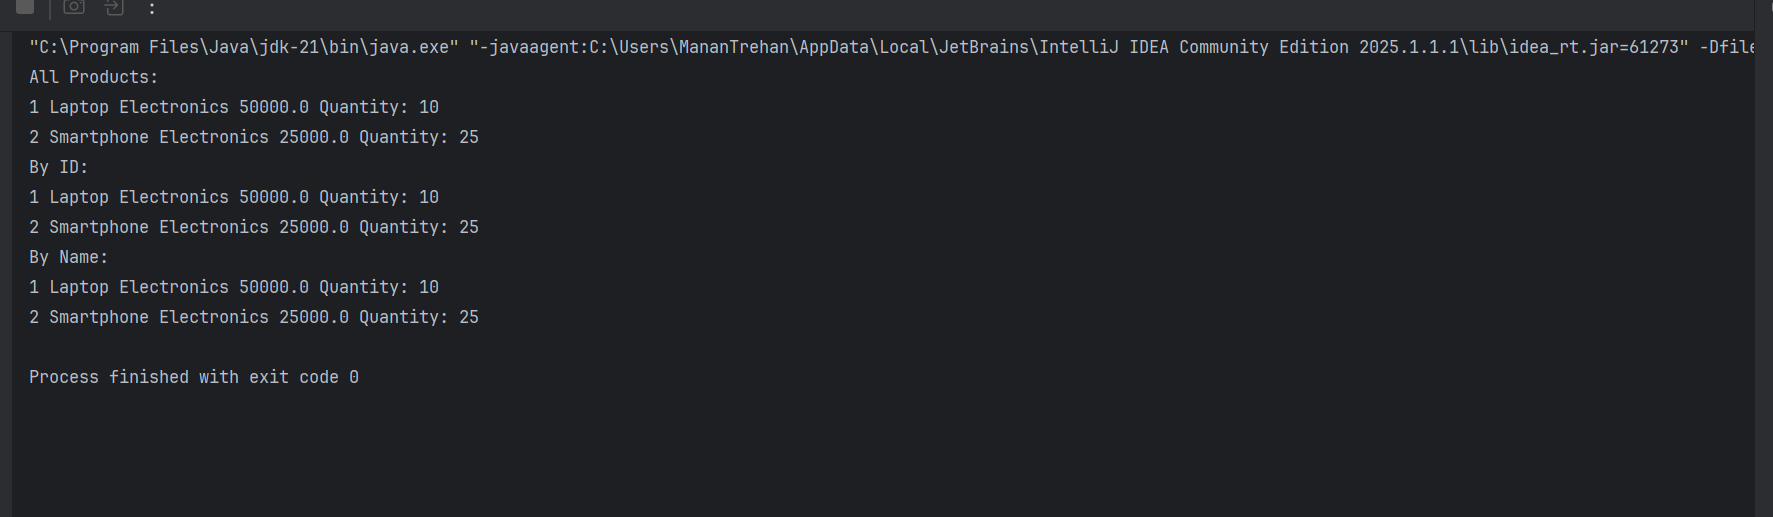 "C:\Program Files\Java\jdk-21\bin\java.exe" "-javaagent:C:\Users\MananTrehan\AppData\Local\JetBrains\IntelliJ IDEA Community Edition 2025.1.1.1\lib\idea_rt.jar=61273" -Dfile
All Products:
1 Laptop Electronics 50000.0 Quantity: 10
2 Smartphone Electronics 25000.0 Quantity: 25
By ID:
1 Laptop Electronics 50000.0 Quantity: 10
2 Smartphone Electronics 25000.0 Quantity: 25
By Name:
1 Laptop Electronics 50000.0 Quantity: 10
2 Smartphone Electronics 25000.0 Quantity: 25
Process finished with exit code 0